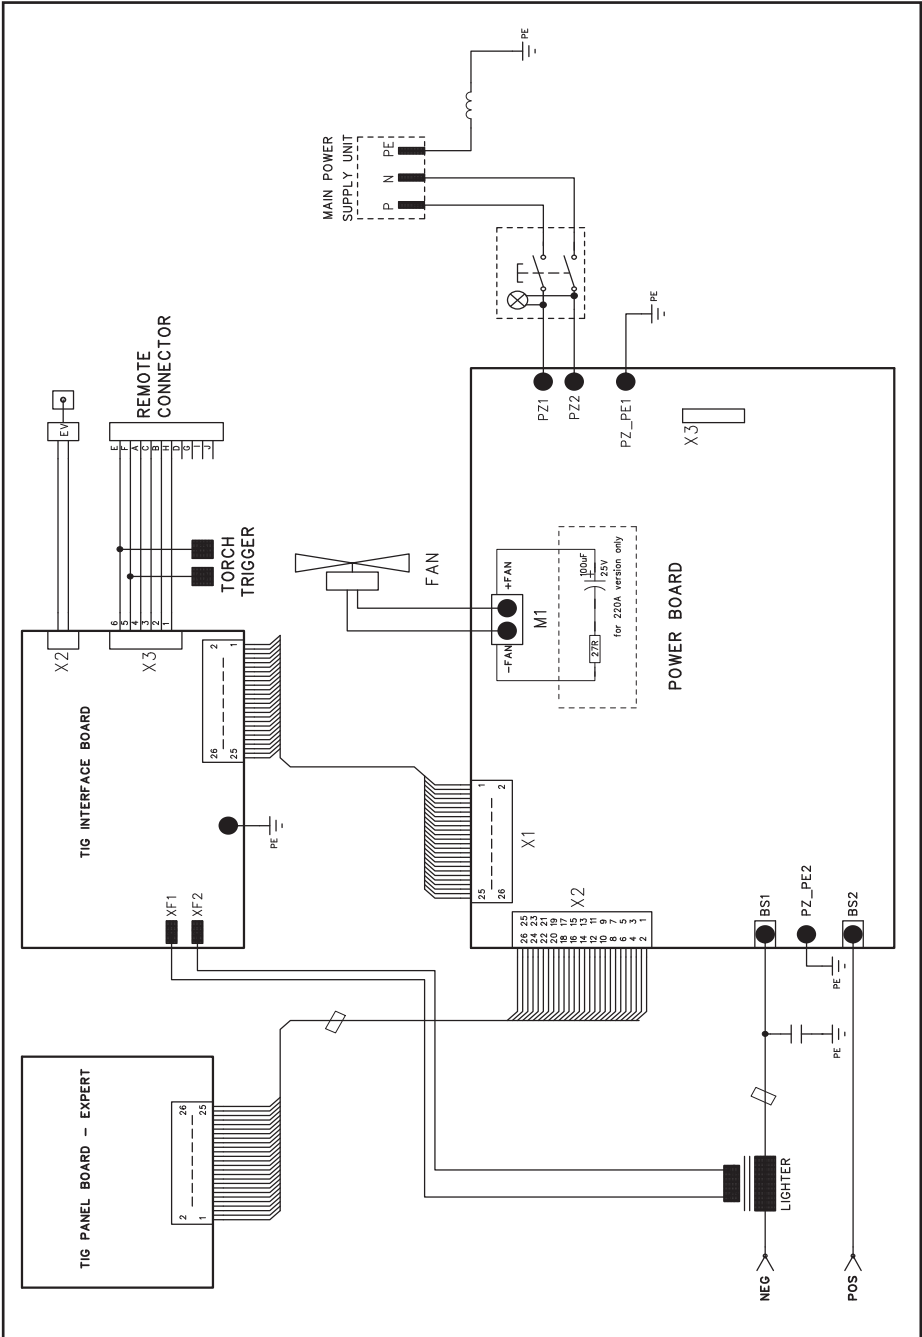 PE
MAIN POWER
SUPPLY UNIT
P
N
PE
PZ1
PZ2
PZ_PE1
PE
X3
REMOTE
CONNECTOR
E
F
A
C
B
H
D
G
I
J
EV
TORCH
TRIGGER
X2
X3
6
5
4
3
2
1
TIG INTERFACE BOARD
2
1
26
25
PE
XF1
XF2
FAN
+FAN
-FAN
M1
100uF
+
25V
27R
for 220A version only
POWER BOARD
1
2
25
26
X1
X2
26 25
24 23
22 21
20 19
18 17
16 15
14 13
12 11
10 9
8 7
6 5
4 3
2 1
BS1
PZ_PE2
BS2
PE
PE
TIG PANEL BOARD - EXPERT
26
25
2
1
LIGHTER
NEG
POS